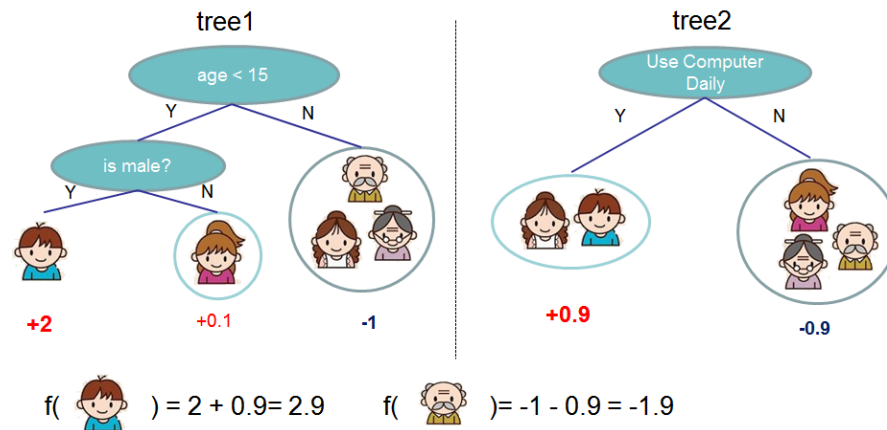 tree1
tree2
age < 15
Use Computer
Daily
Y
N
Y
N
is male?
Y
N
+2
+0.1
-1
+0.9
-0.9
f( ) = 2 + 0.9= 2.9
f( )= -1 - 0.9 = -1.9